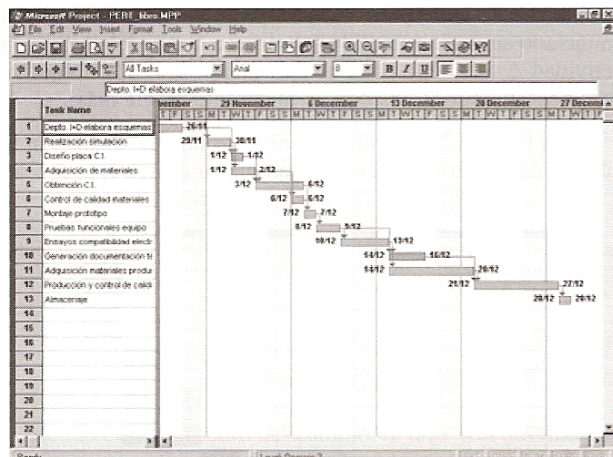 Microsoft Project - PERT_libro.MPP
File Edit View Insert Format Tools Window Help
All Tasks Arial 8 B I U
Depto. I+D elabora esquemas
Task Name
29 November 6 December 13 December 20 December 27 Decem
T F S S M T W T F S S M T W T F S S M T W T F S S M T W T F S S M T W T F
1 Depto. I+D elabora esquemas 26/11
2 Realización simulación 29/11 30/11
3 Diseño placa C.I. 1/12 1/12
4 Adquisición de materiales 1/12 2/12
5 Obtención C.I. 3/12 6/12
6 Control de calidad materiales 6/12 6/12
7 Montaje prototipo 7/12 7/12
8 Pruebas funcionales equipo 8/12 9/12
9 Ensayos compatibilidad electr 10/12 13/12
10 Generación documentación té 14/12 16/12
11 Adquisición materiales produ 14/12 20/12
12 Producción y control de calid 21/12 27/12
13 Almacenaje 28/12 28/12
14
15
16
17
18
19
20
21
22